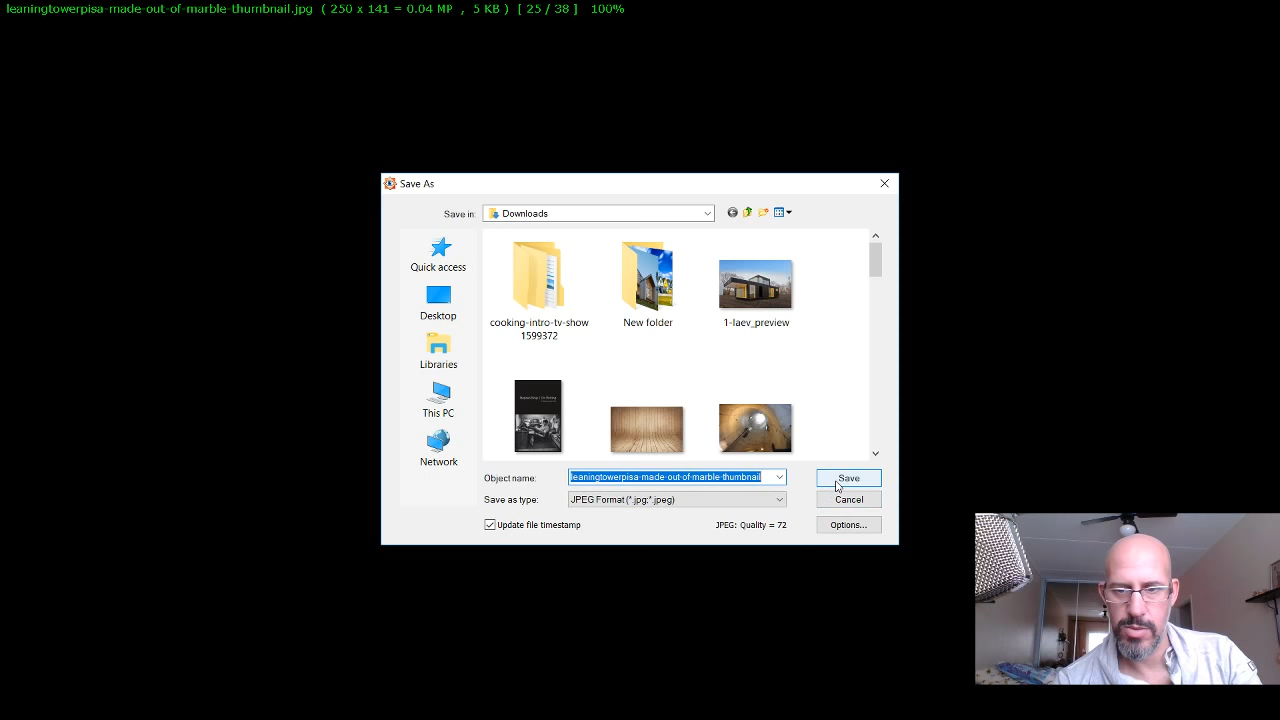 leaningtowerpisa-made-out-of-marble-thumbnail.jpg ( 250 x 141 = 0.04 MP , 5 KB ) [ 25 / 38 ] 100%
Save As
Save in: Downloads
Quick access
Desktop
Libraries
This PC
Network
cooking-intro-tv-show
1599372
New folder
1-laev_preview
Object name: leaningtowerpisa-made-out-of-marble-thumbnail
Save
Save as type: JPEG Format (*.jpg;*.jpeg)
Cancel
Update file timestamp
JPEG: Quality = 72
Options...